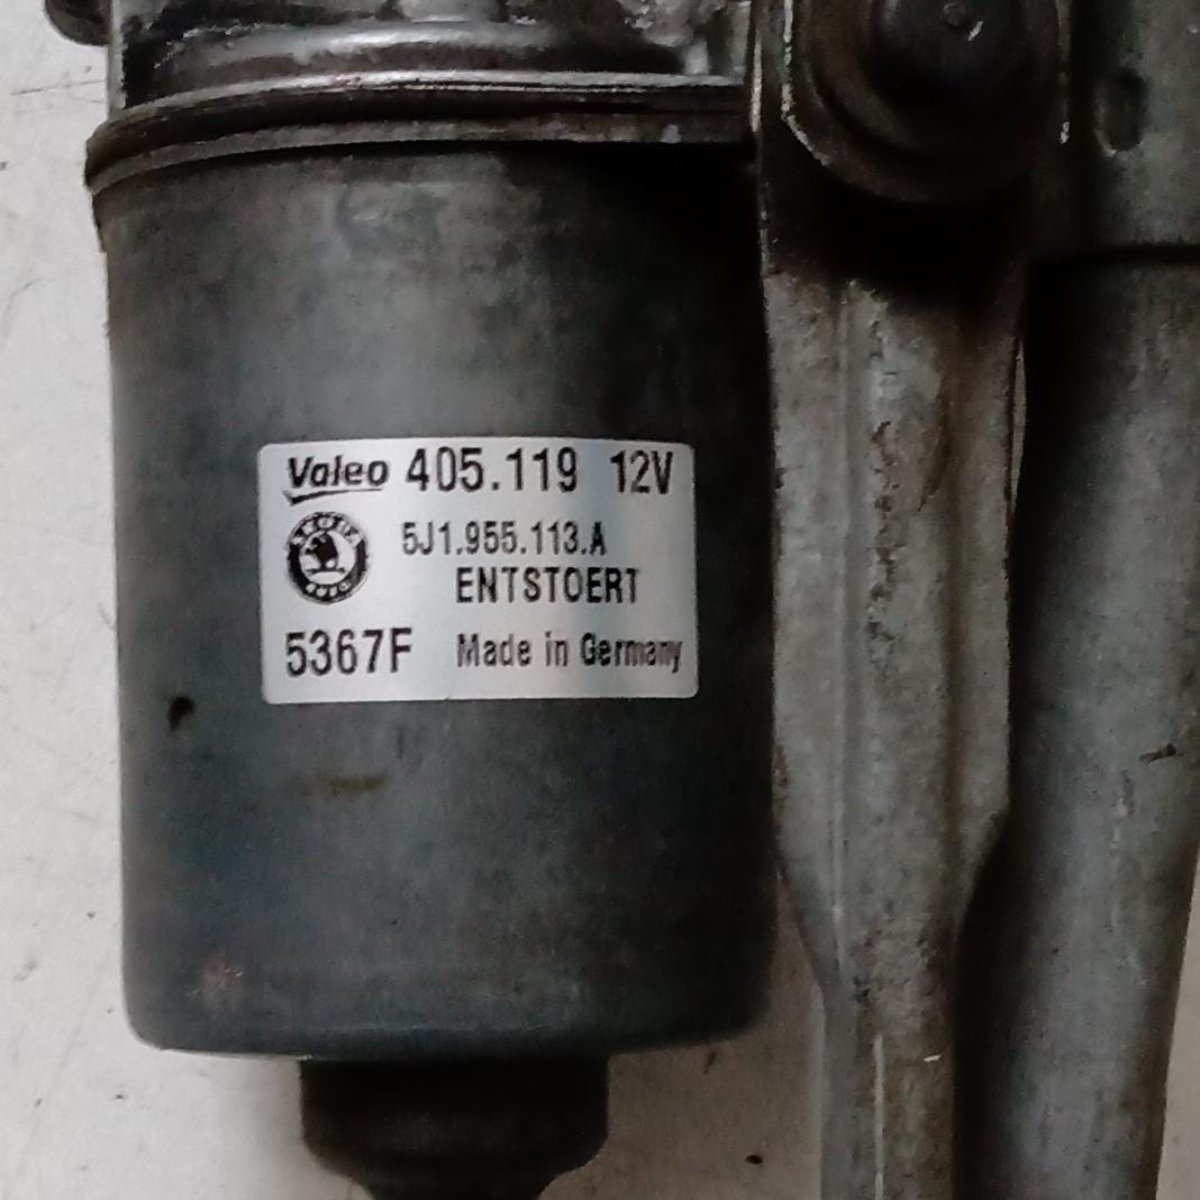 Valeo 405.119 12V
5J1.955.113.A
ENTSTOERT
5367F Made in Germany